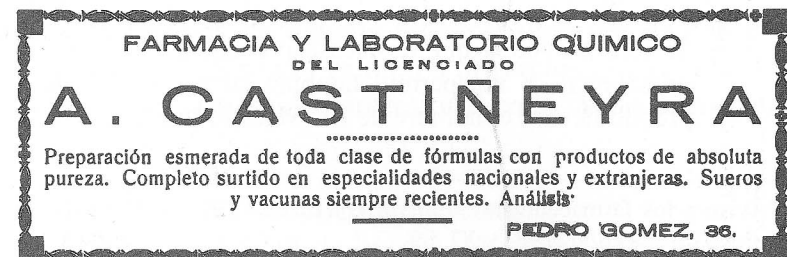 FARMACIA Y LABORATORIO QUIMICO
DEL LICENCIADO
A. CASTIÑEYRA
Preparación esmerada de toda clase de fórmulas con productos de absoluta
pureza. Completo surtido en especialidades nacionales y extranjeras. Sueros
y vacunas siempre recientes. Análisis
PEDRO GOMEZ, 36.